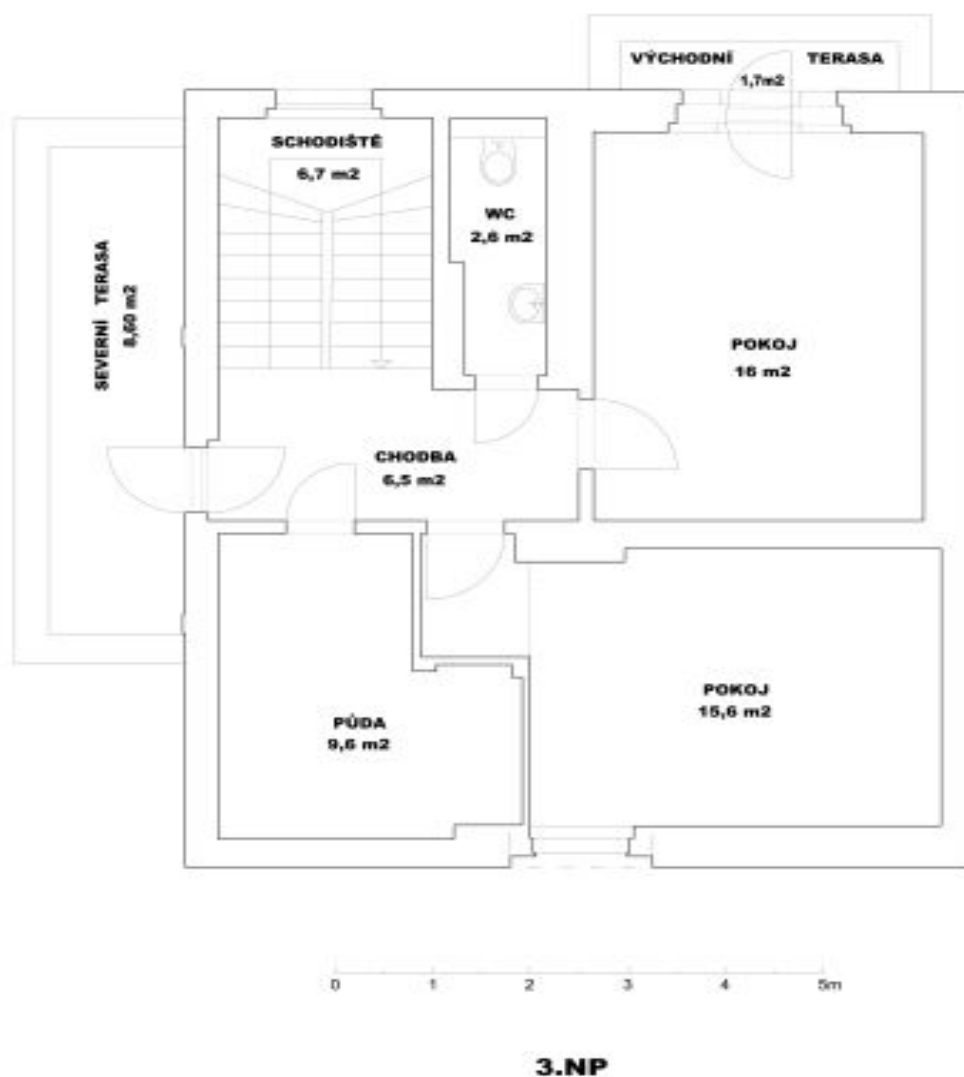 VÝCHODNÍ TERASA
1,7m2
SCHODIŠTĚ
6,7 m2
WC
2,6 m2
SEVERNÍ TERASA
8,60 m2
POKOJ
16 m2
CHODBA
6,5 m2
POKOJ
15,6 m2
PŮDA
9,6 m2
0 1 2 3 4 5m
3.NP